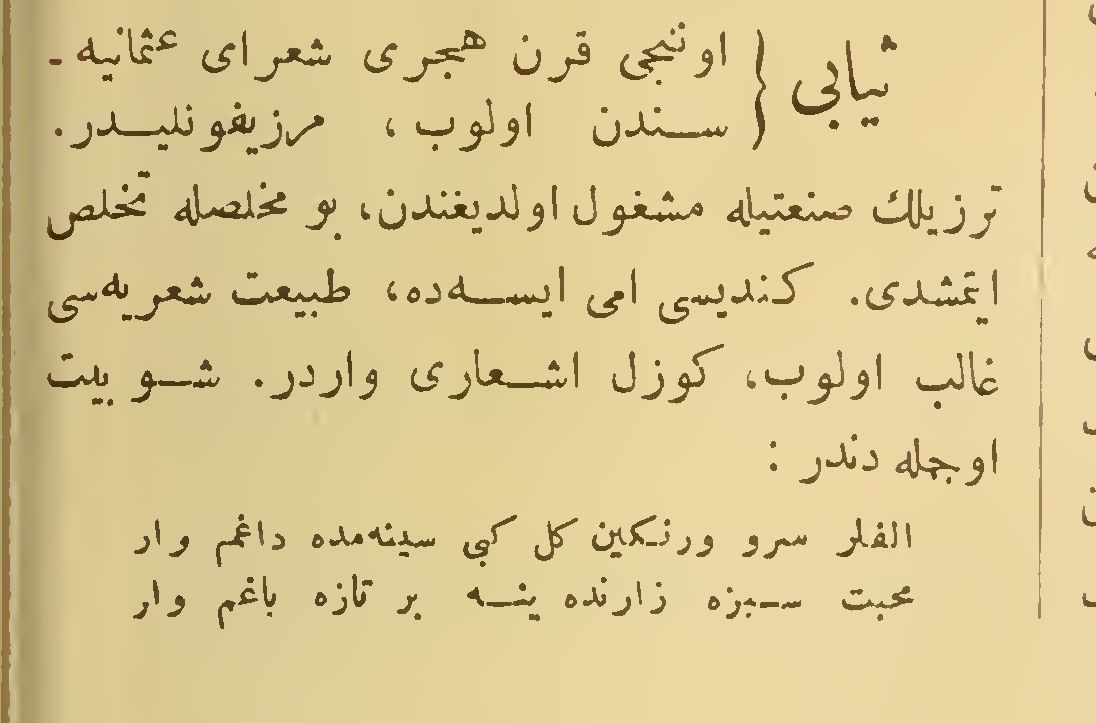 ثیابی { اوننجی قرن هجری شعرای عثمانیه-
سندن اولوب، مرزیفونلیدر.
ترزیلك صنعتیله مشغول اولدیغندن، بو مخلصله تخلص
ایتمشدی. کندیسی امی ایسه‌ده، طبیعت شعریه‌سی
غالب اولوب، کوزل اشعاری واردر. شو بیت
اوجمله دندر :
الفلر سرو ورنکین کل کبی سینه‌مده داغم وار
محبت سبزه زارنده ینه بر تازه باغم وار